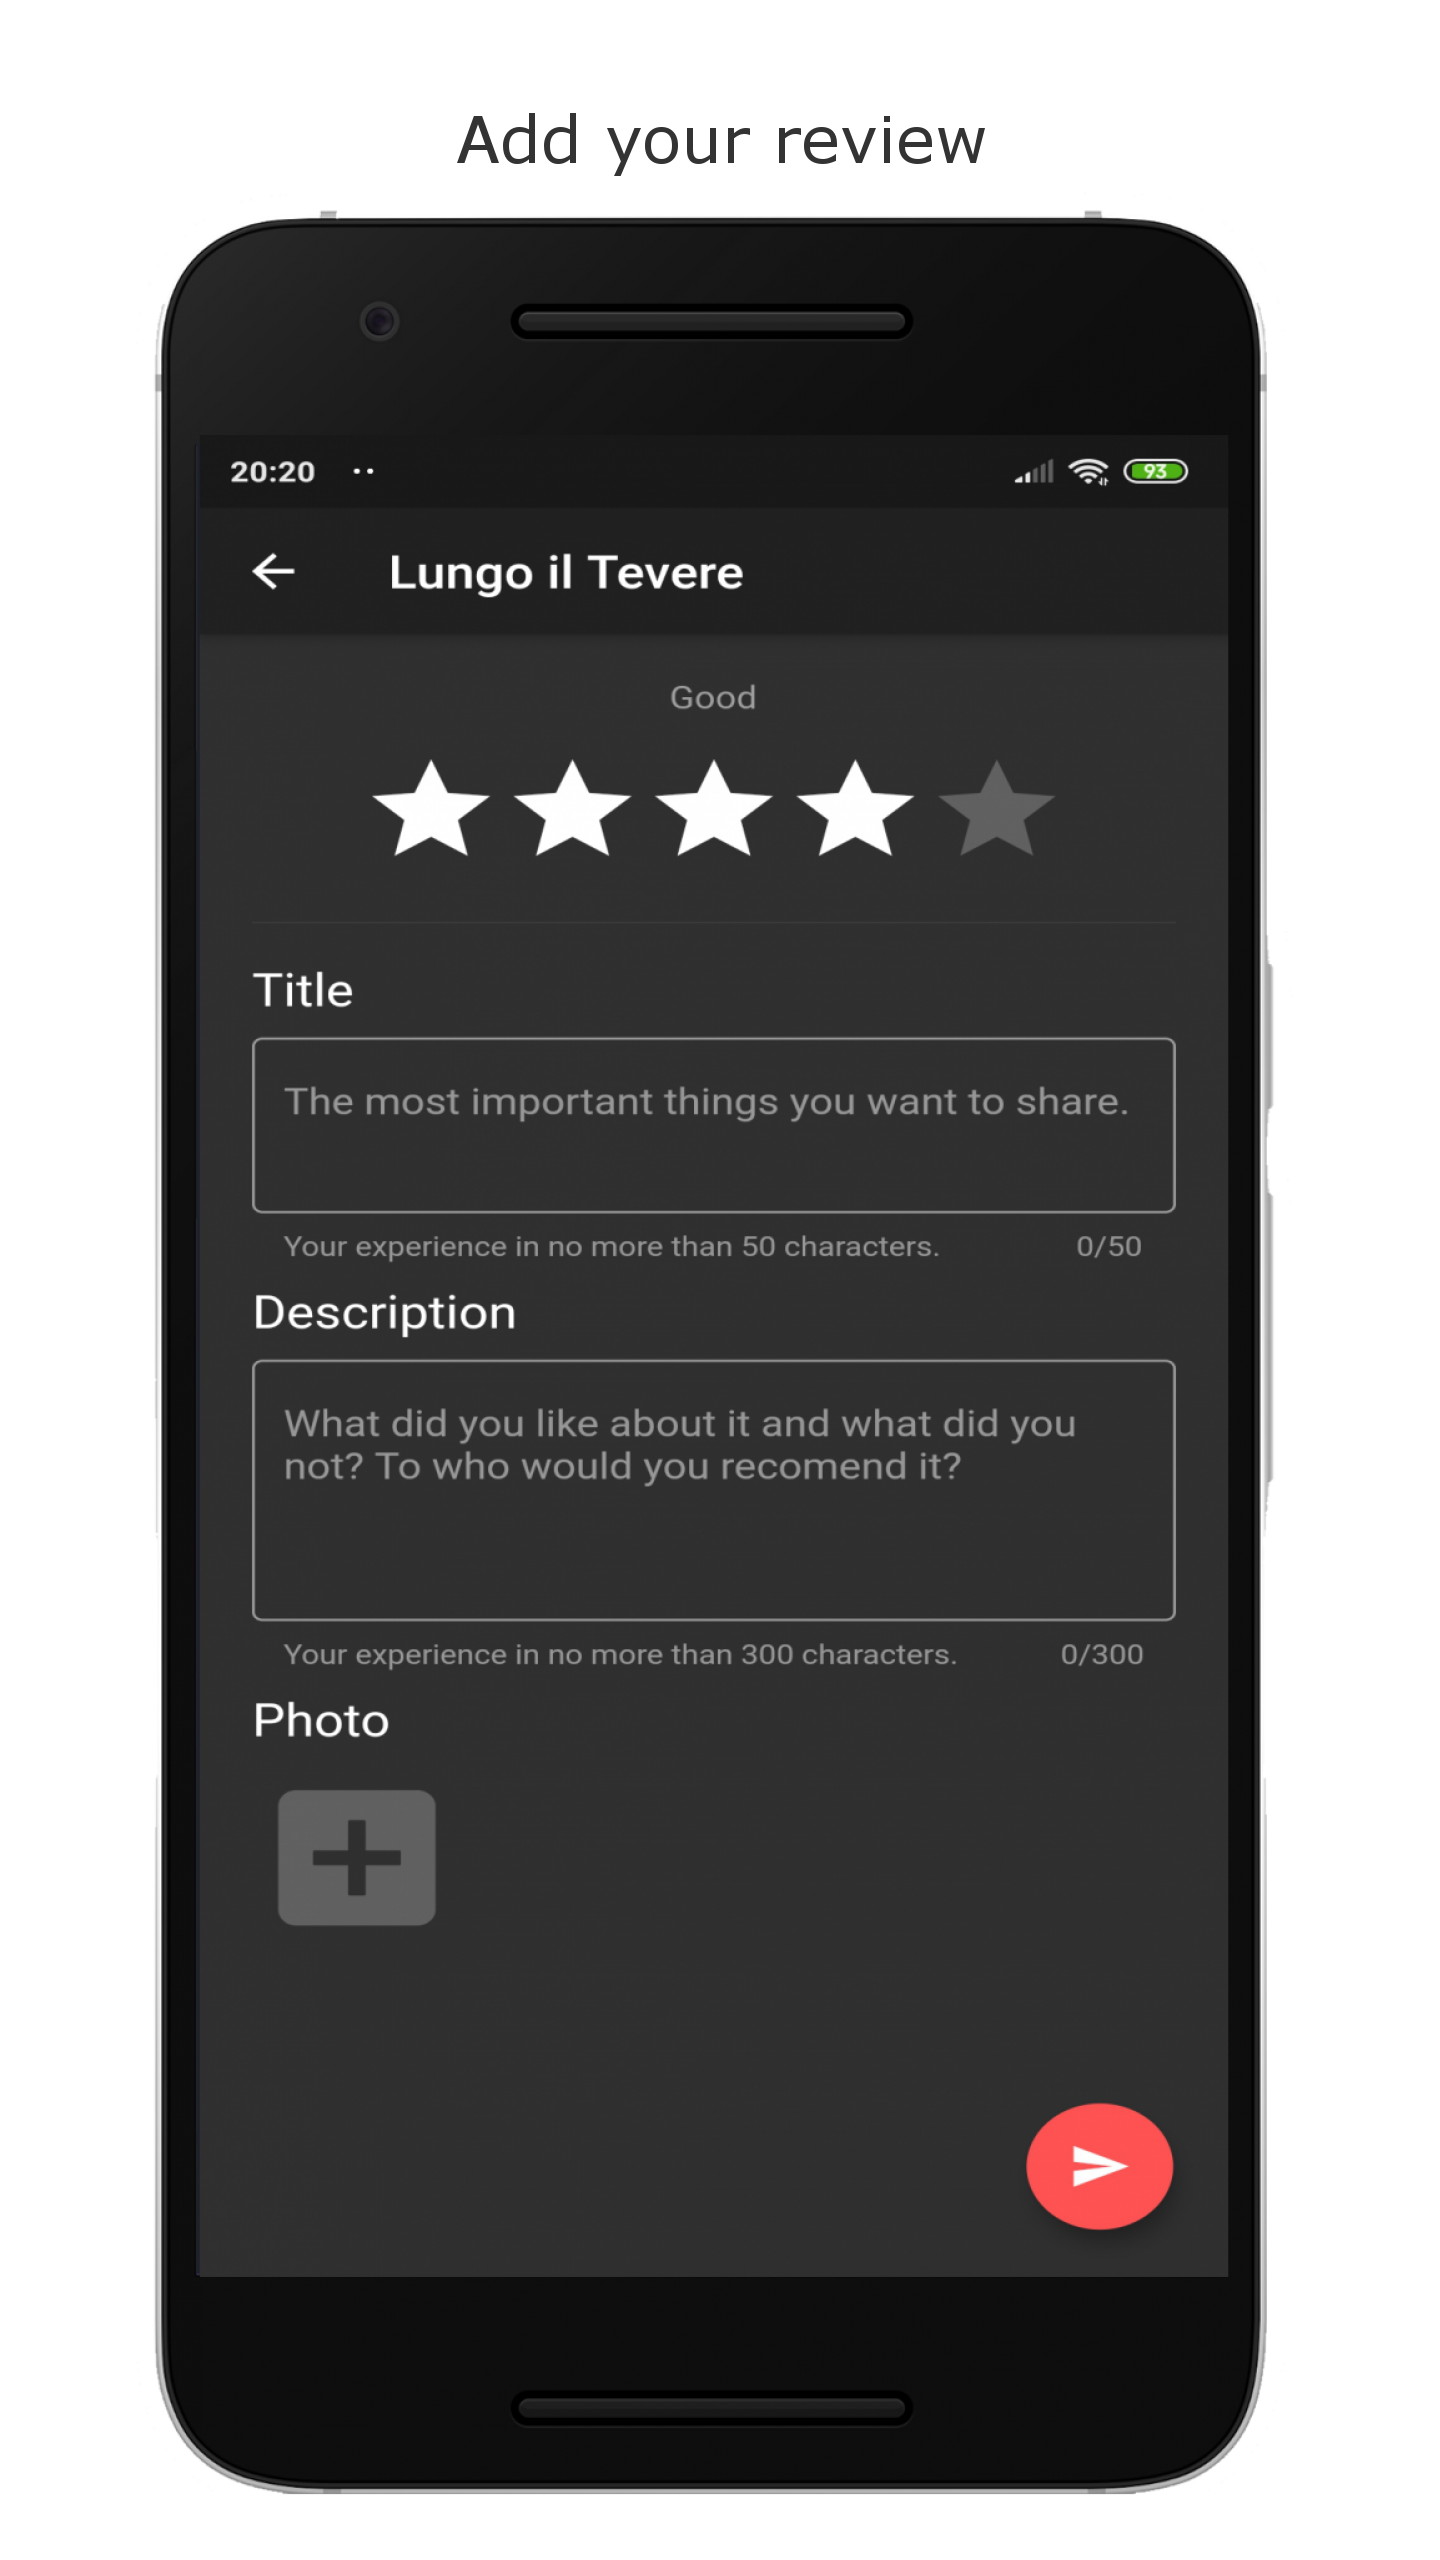 Add your review
20:20 ..
93
Lungo il Tevere
Good
Title
The most important things you want to share.
Your experience in no more than 50 characters. 0/50
Description
What did you like about it and what did you
not? To who would you recomend it?
Your experience in no more than 300 characters. 0/300
Photo